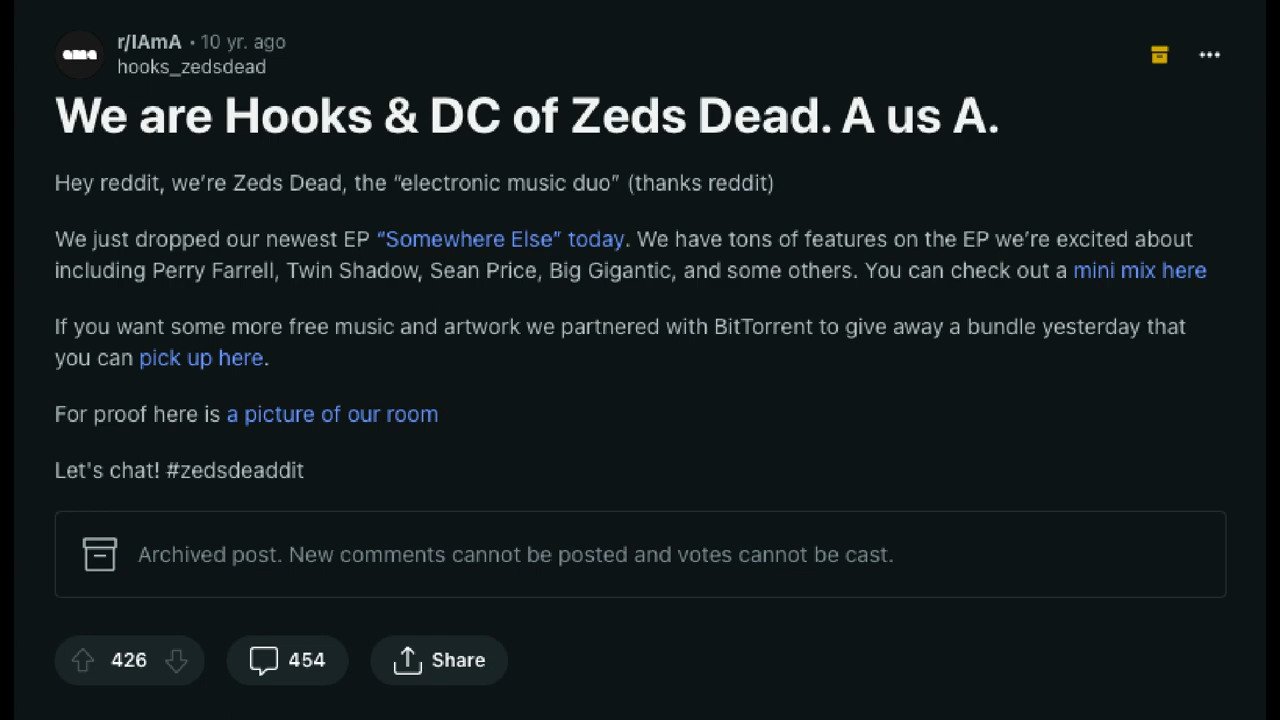 ama
r/IAmA • 10 yr. ago
hooks_zedsdead
We are Hooks & DC of Zeds Dead. A us A.
Hey reddit, we’re Zeds Dead, the “electronic music duo” (thanks reddit)
We just dropped our newest EP “Somewhere Else” today. We have tons of features on the EP we’re excited about
including Perry Farrell, Twin Shadow, Sean Price, Big Gigantic, and some others. You can check out a mini mix here
If you want some more free music and artwork we partnered with BitTorrent to give away a bundle yesterday that
you can pick up here.
For proof here is a picture of our room
Let's chat! #zedsdeaddit
Archived post. New comments cannot be posted and votes cannot be cast.
426 454 Share